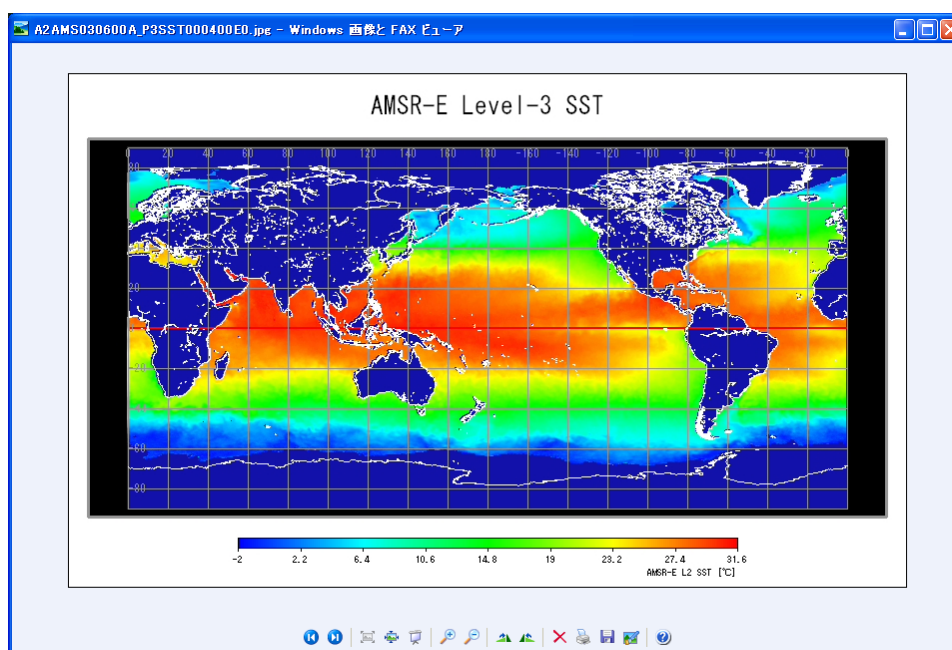 A2AMS030600A_P3SST000400E0.jpg - Windows 画像と FAX ビューア
AMSR-E Level-3 SST
0 20 40 60 80 100 120 140 160 180 -160 -140 -120 -100 -80 -60 -40 -20 0
80
20
-20
-60
-80
-2 2.2 6.4 10.6 14.8 19 23.2 27.4 31.6
AMSR-E L2 SST [℃]